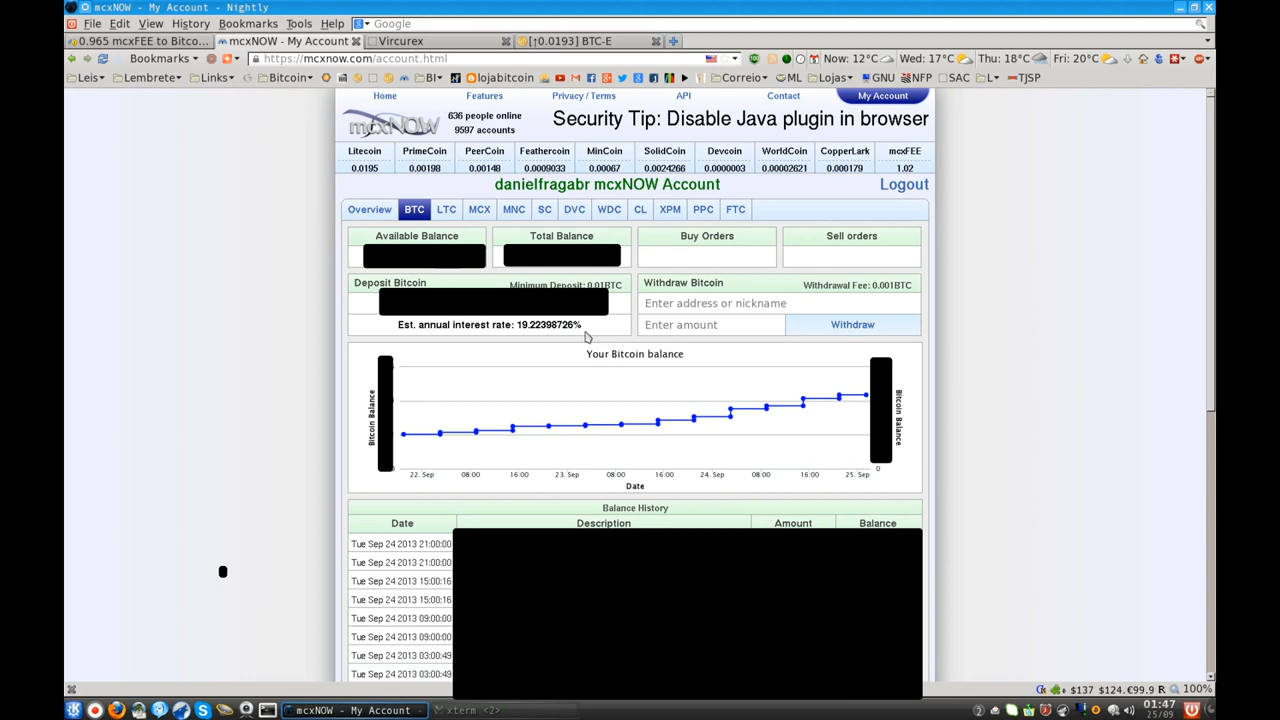 mcxNOW - My Account - Nightly
File Edit View History Bookmarks Tools Help Google
0.965 mcxFEE to Bitco... mcxNOW - My Account Vircurex [↑0.0193] BTC-E
Bookmarks https://mcxnow.com/account.html Now: 12°C Wed: 17°C Thu: 18°C Fri: 20°C
Leis Lembrete Links Bitcoin BI lojabitcoin Correio ML Lojas GNU NFP SAC L TJSP
Home Features Privacy / Terms API Contact My Account
mcxNOW
636 people online
9597 accounts
Security Tip: Disable Java plugin in browser
Litecoin PrimeCoin PeerCoin Feathercoin MinCoin SolidCoin Devcoin WorldCoin CopperLark mcxFEE
0.0195 0.00198 0.00148 0.0009033 0.00067 0.0024266 0.0000003 0.00002621 0.000179 1.02
danielfragabr mcxNOW Account Logout
Overview BTC LTC MCX MNC SC DVC WDC CL XPM PPC FTC
Available Balance Total Balance Buy Orders Sell orders
Deposit Bitcoin Minimum Deposit: 0.01BTC Withdraw Bitcoin Withdrawal Fee: 0.001BTC
Enter address or nickname
Est. annual interest rate: 19.22398726% Enter amount Withdraw
Your Bitcoin balance
Bitcoin Balance
Bitcoin Balance
0
22. Sep 08:00 16:00 23. Sep 08:00 16:00 24. Sep 08:00 16:00 25. Sep
Date
Balance History
Date Description Amount Balance
Tue Sep 24 2013 21:00:00
Tue Sep 24 2013 21:00:00
Tue Sep 24 2013 15:00:16
Tue Sep 24 2013 15:00:16
Tue Sep 24 2013 09:00:00
Tue Sep 24 2013 09:00:00
Tue Sep 24 2013 03:00:49
Tue Sep 24 2013 03:00:49
$137 $124.€99.9 R 100%
mcxNOW - My Account xterm <2> 01:47
25/09